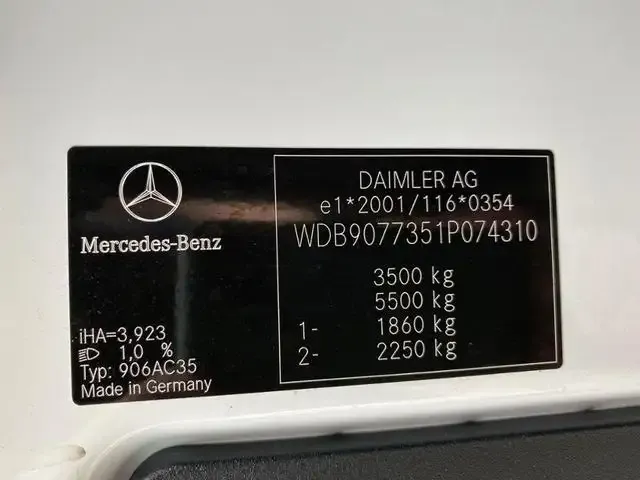 Mercedes-Benz
iHA=3,923
1,0 %
Typ: 906AC35
Made in Germany
DAIMLER AG
e1*2001/116*0354
WDB9077351P074310
3500 kg
5500 kg
1- 1860 kg
2- 2250 kg